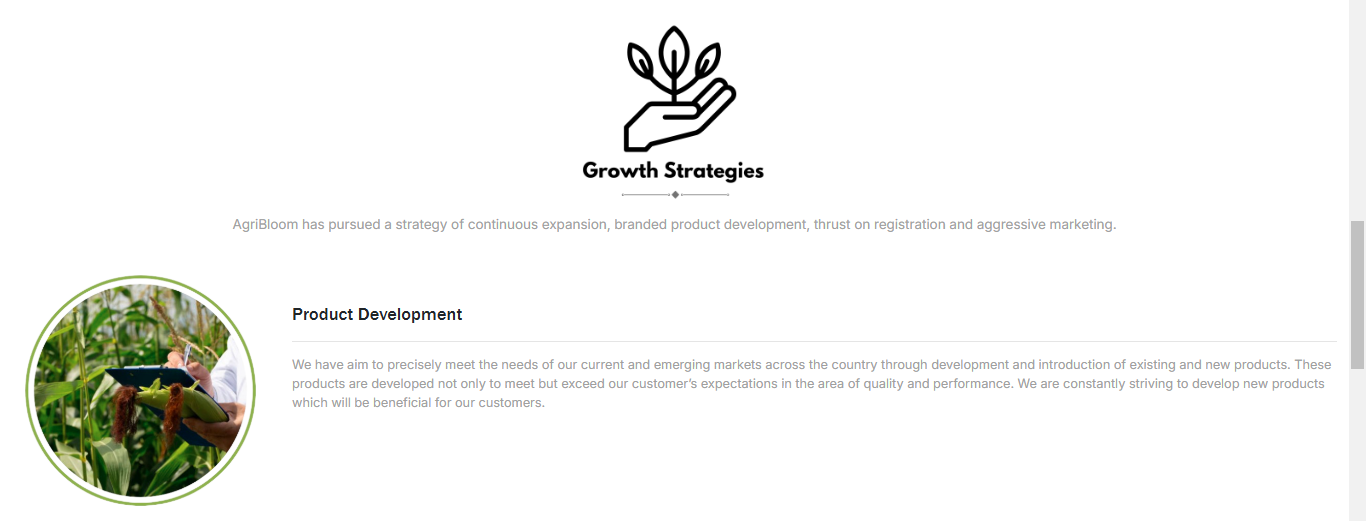 Growth Strategies
AgriBloom has pursued a strategy of continuous expansion, branded product development, thrust on registration and aggressive marketing.
Product Development
We have aim to precisely meet the needs of our current and emerging markets across the country through development and introduction of existing and new products. These
products are developed not only to meet but exceed our customer’s expectations in the area of quality and performance. We are constantly striving to develop new products
which will be beneficial for our customers.